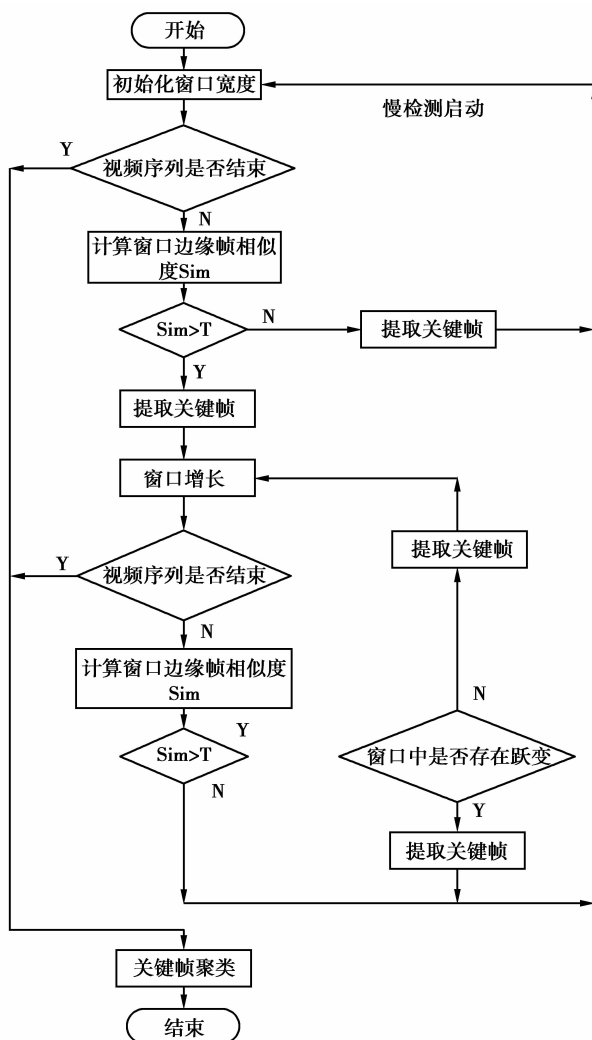 开始
初始化窗口宽度
慢检测启动
Y
视频序列是否结束
N
计算窗口边缘帧相似
度Sim
Sim>T
N
提取关键帧
Y
提取关键帧
窗口增长
提取关键帧
Y
视频序列是否结束
N
计算窗口边缘帧相似度
Sim
N
Y
Sim>T
窗口中是否存在跃变
N
Y
提取关键帧
关键帧聚类
结束